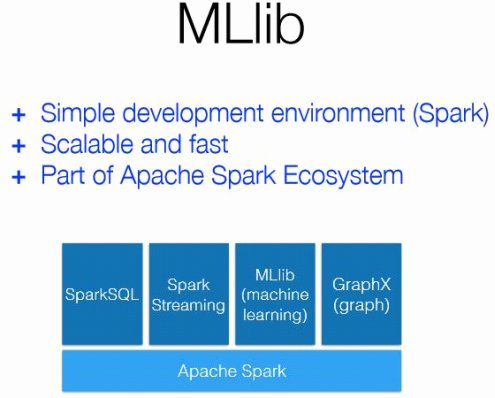 MLlib
+ Simple development environment (Spark)
+ Scalable and fast
+ Part of Apache Spark Ecosystem
SparkSQL
Spark
Streaming
MLlib
(machine
learning)
GraphX
(graph)
Apache Spark